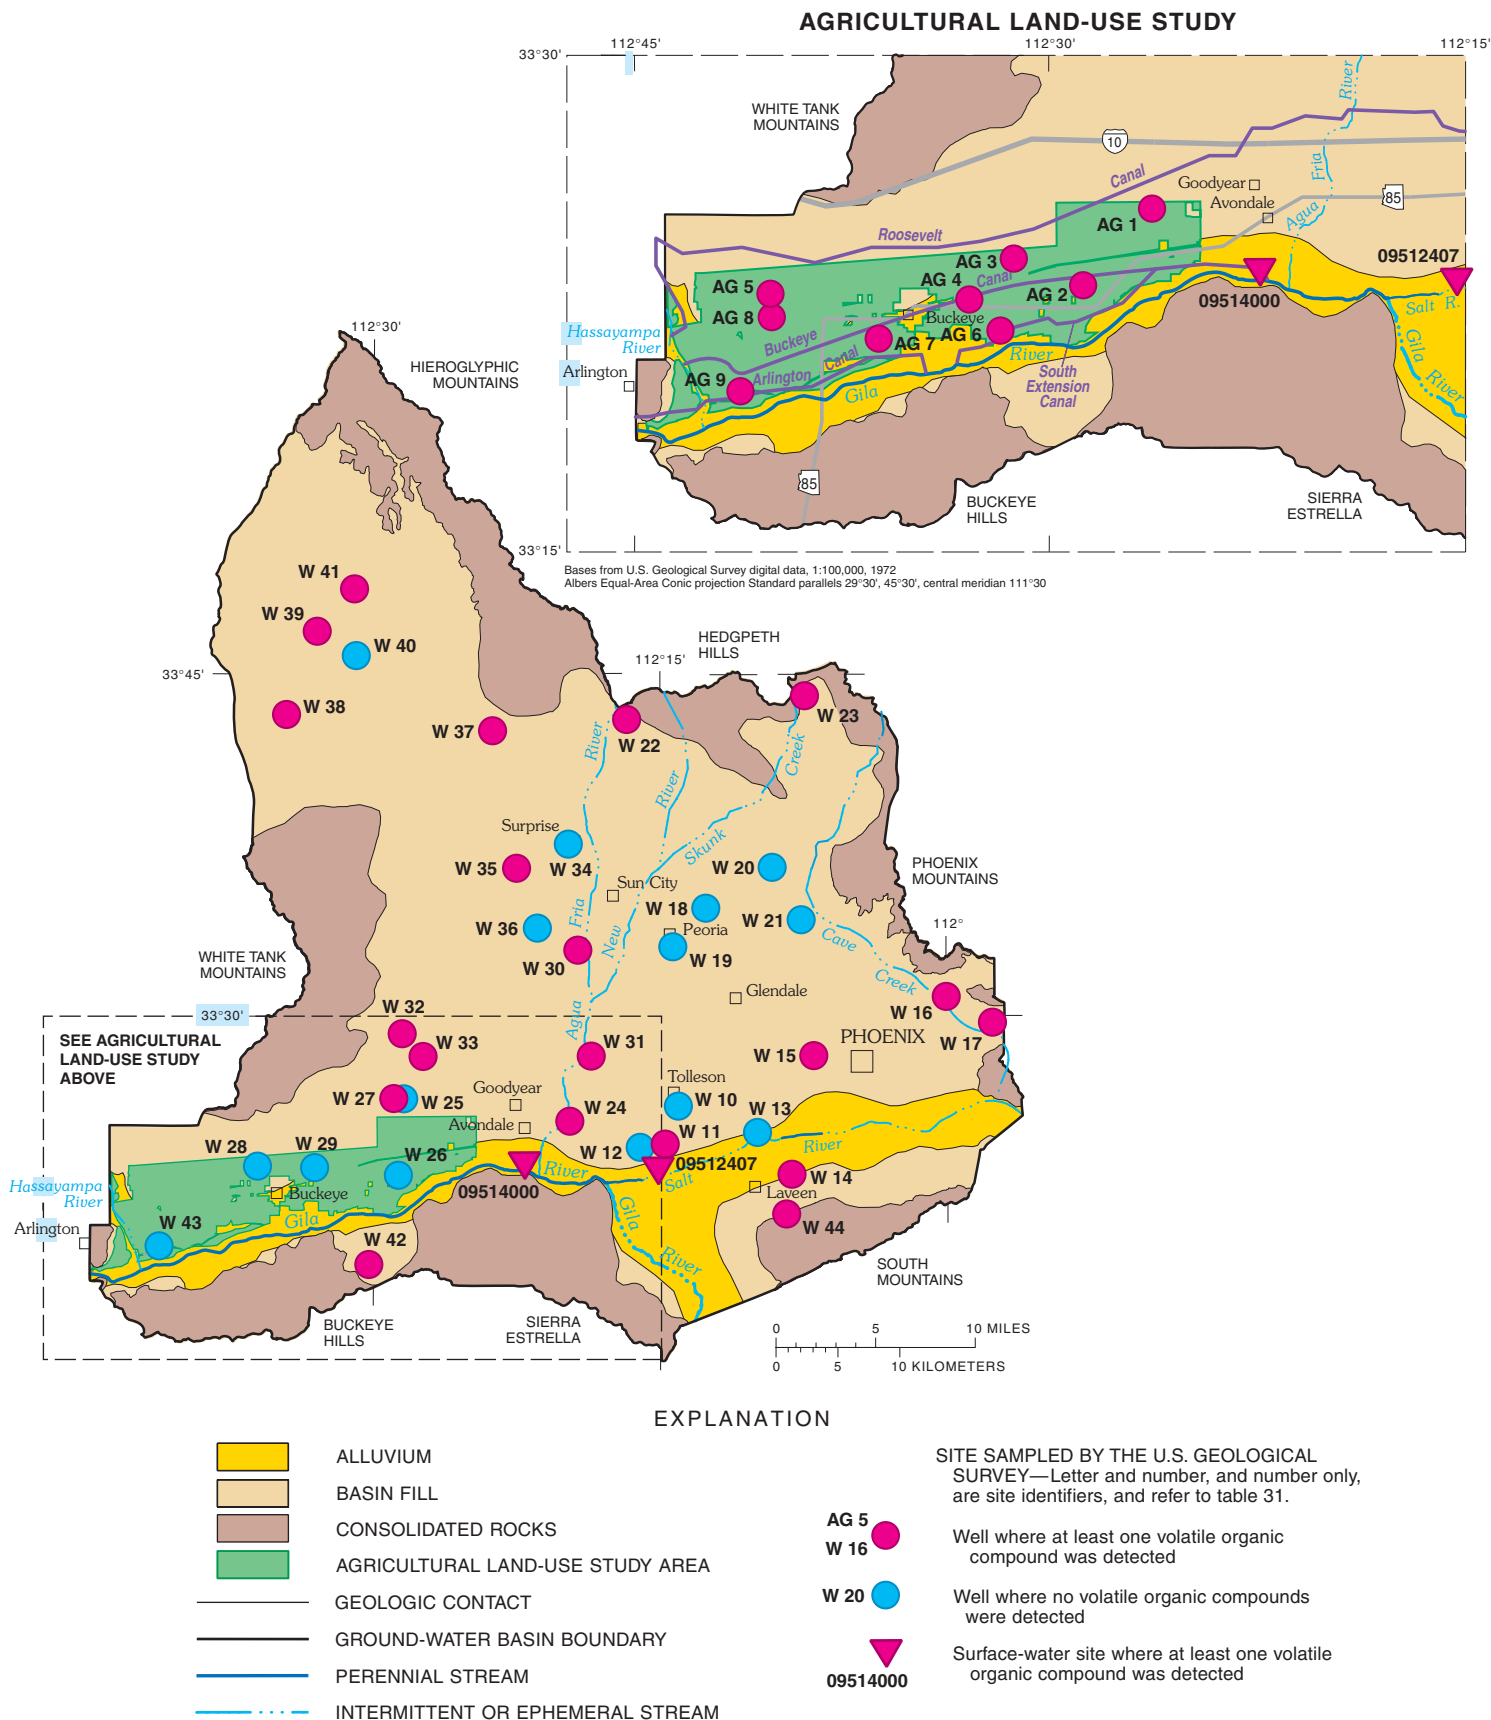 AGRICULTURAL LAND-USE STUDY
112°45'
112°30'
112°15'
33°30'
WHITE TANK
MOUNTAINS
River
10
Canal
Fria
Goodyear
Avondale
85
Agua
AG 1
Roosevelt
AG 3
Canal
AG 4
AG 5
AG 2
AG 8
09512407
09514000
Salt R.
Buckeye
Buckeye
AG 6
AG 7
Canal
River
Hassayampa
River
Arlington
AG 9
Arlington
Gila
South
Extension
Canal
Gila
River
85
BUCKEYE
HILLS
SIERRA
ESTRELLA
33°15'
Bases from U.S. Geological Survey digital data, 1:100,000, 1972
Albers Equal-Area Conic projection Standard parallels 29°30', 45°30', central meridian 111°30
112°30'
HIEROGLYPHIC
MOUNTAINS
W 41
W 39
W 40
33°45'
W 38
W 37
112°15'
HEDGPETH
HILLS
W 22
W 23
River
River
Creek
Skunk
Surprise
W 35
W 34
Sun City
W 20
W 18
W 21
PHOENIX
MOUNTAINS
W 36
Fria
New
Peoria
W 19
Cave
Creek
112°
W 30
WHITE TANK
MOUNTAINS
Glendale
33°30'
W 32
W 33
Agua
W 31
W 15
PHOENIX
W 16
W 17
SEE AGRICULTURAL
LAND-USE STUDY
ABOVE
W 27
W 25
Goodyear
Avondale
W 24
Tolleson
W 10
W 13
W 11
W 12
W 28
W 29
W 26
09512407
River
River
Salt
09514000
W 14
Laveen
W 44
Hassayampa
River
Arlington
Buckeye
Gila
W 43
W 42
Gila
River
SOUTH
MOUNTAINS
BUCKEYE
HILLS
SIERRA
ESTRELLA
0 5 10 MILES
0 5 10 KILOMETERS
EXPLANATION
ALLUVIUM
BASIN FILL
CONSOLIDATED ROCKS
AGRICULTURAL LAND-USE STUDY AREA
GEOLOGIC CONTACT
GROUND-WATER BASIN BOUNDARY
PERENNIAL STREAM
INTERMITTENT OR EPHEMERAL STREAM
SITE SAMPLED BY THE U.S. GEOLOGICAL
SURVEY—Letter and number, and number only,
are site identifiers, and refer to table 31.
AG 5
W 16
Well where at least one volatile organic
compound was detected
W 20
Well where no volatile organic compounds
were detected
09514000
Surface-water site where at least one volatile
organic compound was detected